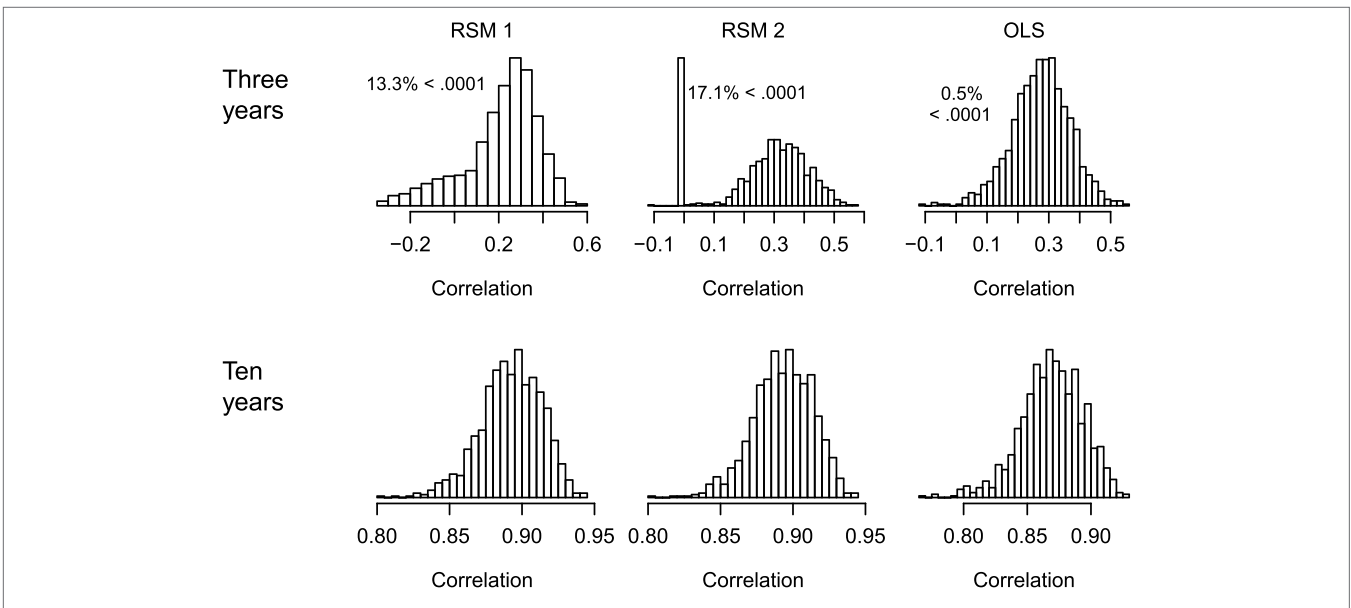 RSM 1 RSM 2 OLS
Three
years
13.3% < .0001
17.1% < .0001
0.5%
< .0001
−0.2 0.2 0.6 −0.1 0.1 0.3 0.5 −0.1 0.1 0.3 0.5
Correlation Correlation Correlation
Ten
years
0.80 0.85 0.90 0.95 0.80 0.85 0.90 0.95 0.80 0.85 0.90
Correlation Correlation Correlation